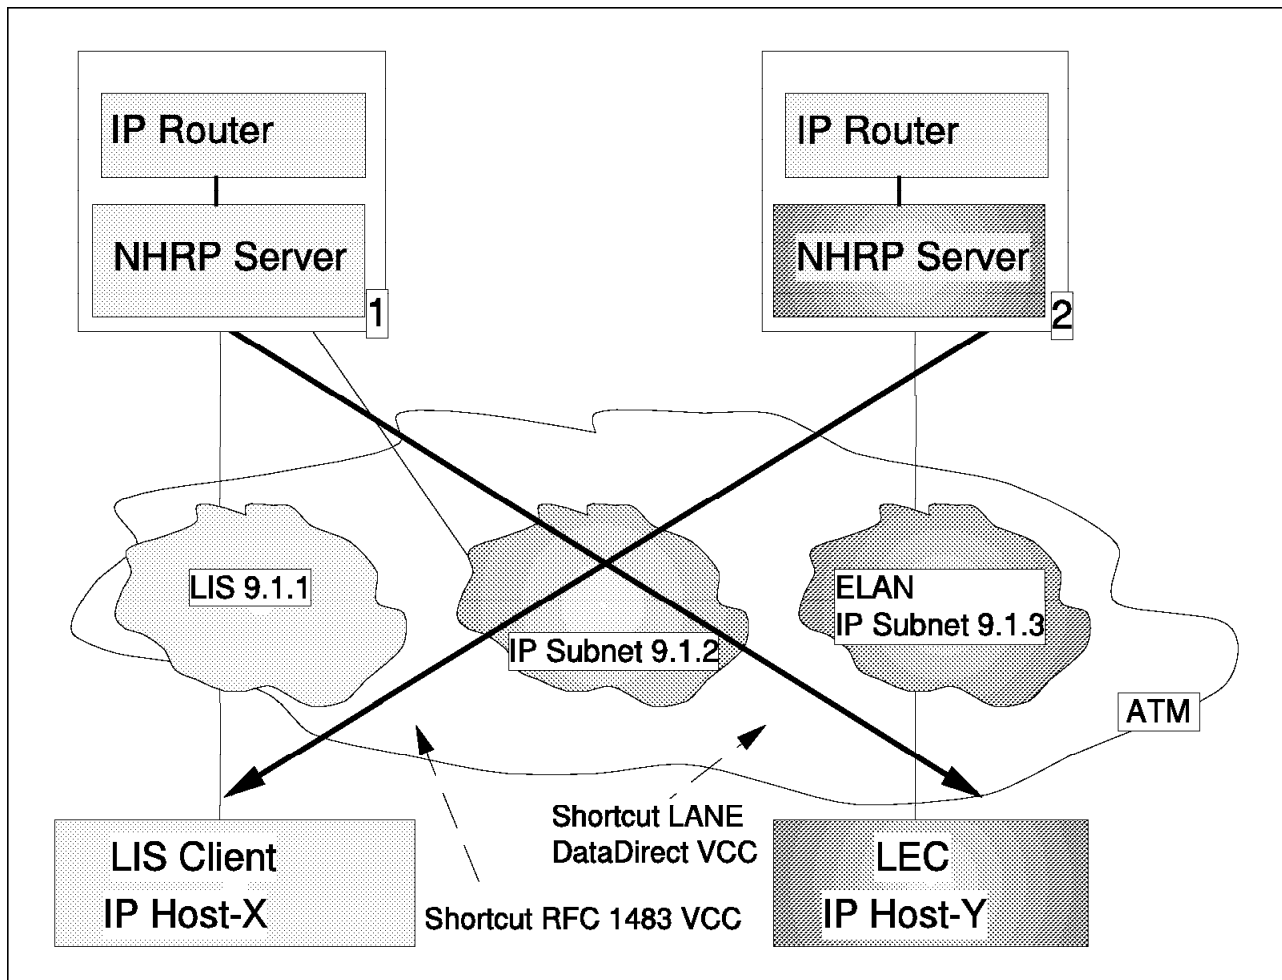 IP Router
IP Router
NHRP Server
NHRP Server
1
2
LIS 9.1.1
ELAN
IP Subnet 9.1.3
IP Subnet 9.1.2
ATM
Shortcut LANE
DataDirect VCC
LIS Client
IP Host-X
LEC
IP Host-Y
Shortcut RFC 1483 VCC